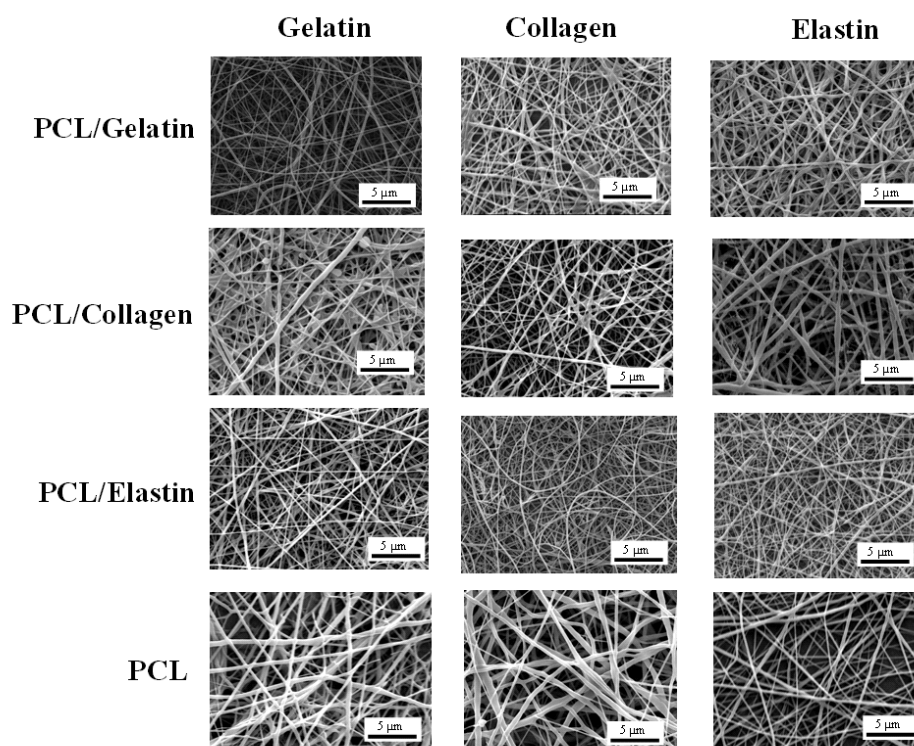 Gelatin Collagen Elastin
PCL/Gelatin
5 µm 5 µm 5 µm
PCL/Collagen
5 µm 5 µm 5 µm
PCL/Elastin
5 µm 5 µm 5 µm
PCL
5 µm 5 µm 5 µm